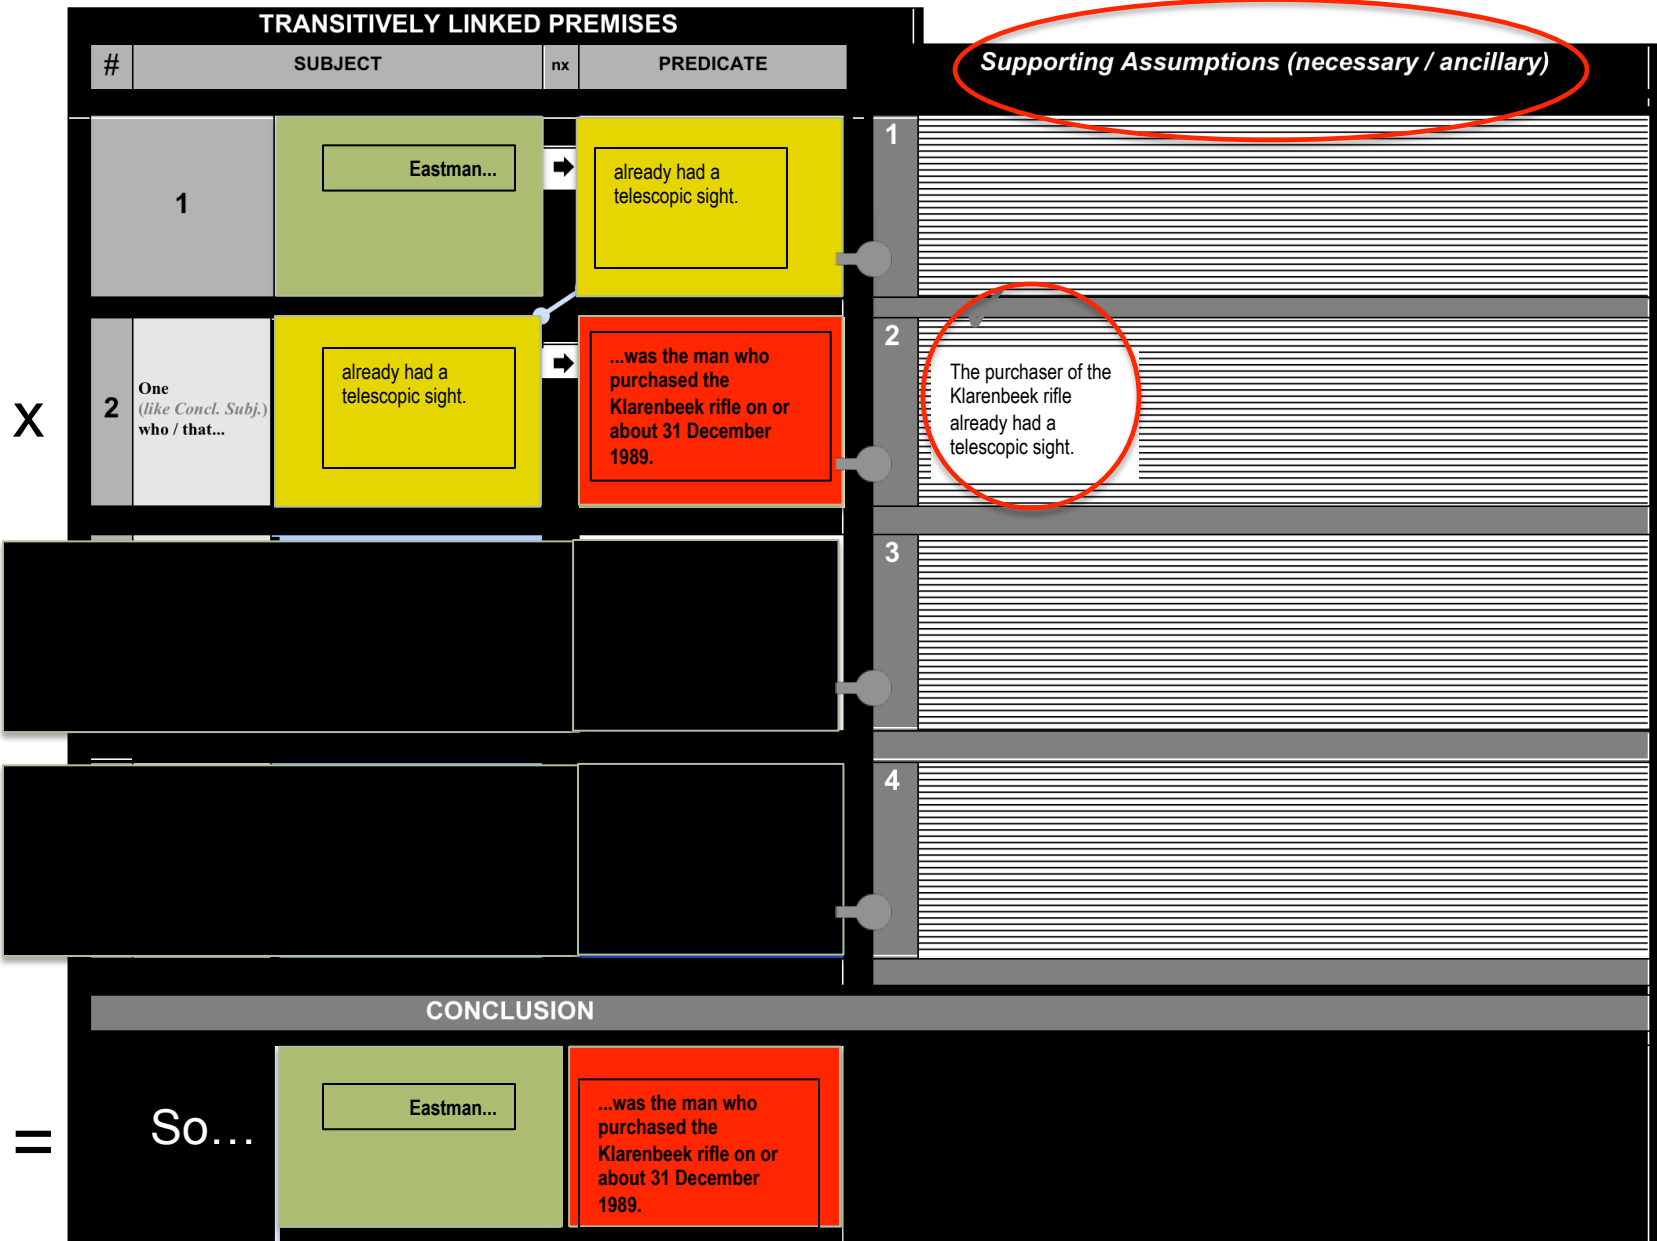 TRANSITIVELY LINKED PREMISES
# SUBJECT nx PREDICATE
Supporting Assumptions (necessary / ancillary)
1
Eastman...
already had a
telescopic sight.
1
x
2
One
(like Concl. Subj.)
who / that...
already had a
telescopic sight.
...was the man who
purchased the
Klarenbeek rifle on or
about 31 December
1989.
2
The purchaser of the
Klarenbeek rifle
already had a
telescopic sight.
3
4
CONCLUSION
=
So…
Eastman...
...was the man who
purchased the
Klarenbeek rifle on or
about 31 December
1989.